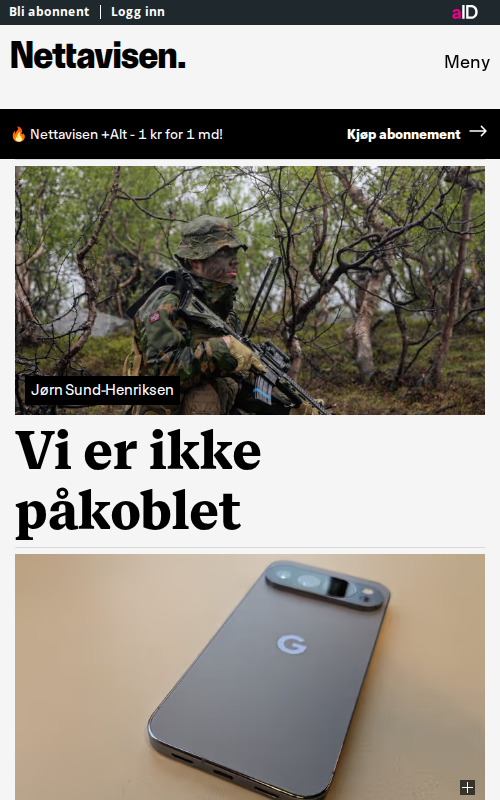 Bli abonnent
Logg inn
aID
Nettavisen.
Meny
🔥 Nettavisen +Alt - 1 kr for 1 md!
Kjøp abonnement →
Jørn Sund-Henriksen
Vi er ikke
påkoblet
G